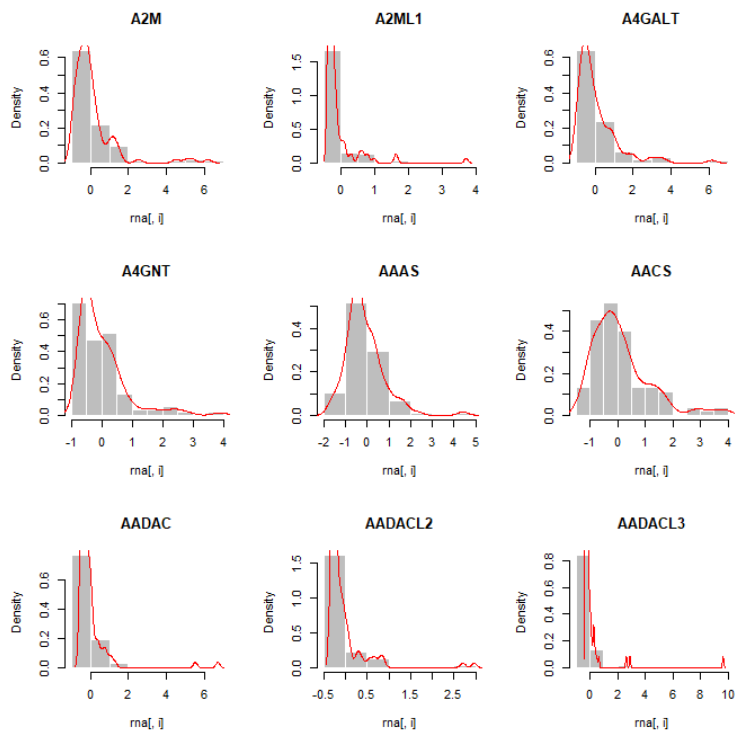 A2M A2ML1 A4GALT
Density Density Density
0.6 1.5 0.6
1.0
0.4
0.2 0.5 0.2
0.0 0.0 0.0
0 2 4 6 0 1 2 3 4 0 2 4 6
rna[, i] rna[, i] rna[, i]
A4GNT AAAS AACS
Density Density Density
0.6
0.4 0.4 0.4
0.2 0.2 0.2
0.0 0.0 0.0
-1 0 1 2 3 4 -2 -1 0 1 2 3 4 5 -1 0 1 2 3 4
rna[, i] rna[, i] rna[, i]
AADAC AADACL2 AADACL3
Density Density Density
0.6 1.5 0.8
0.4 1.0 0.6
0.4
0.2 0.5 0.2
0.0 0.0 0.0
0 2 4 6 -0.5 0.5 1.5 2.5 0 2 4 6 8 10
rna[, i] rna[, i] rna[, i]